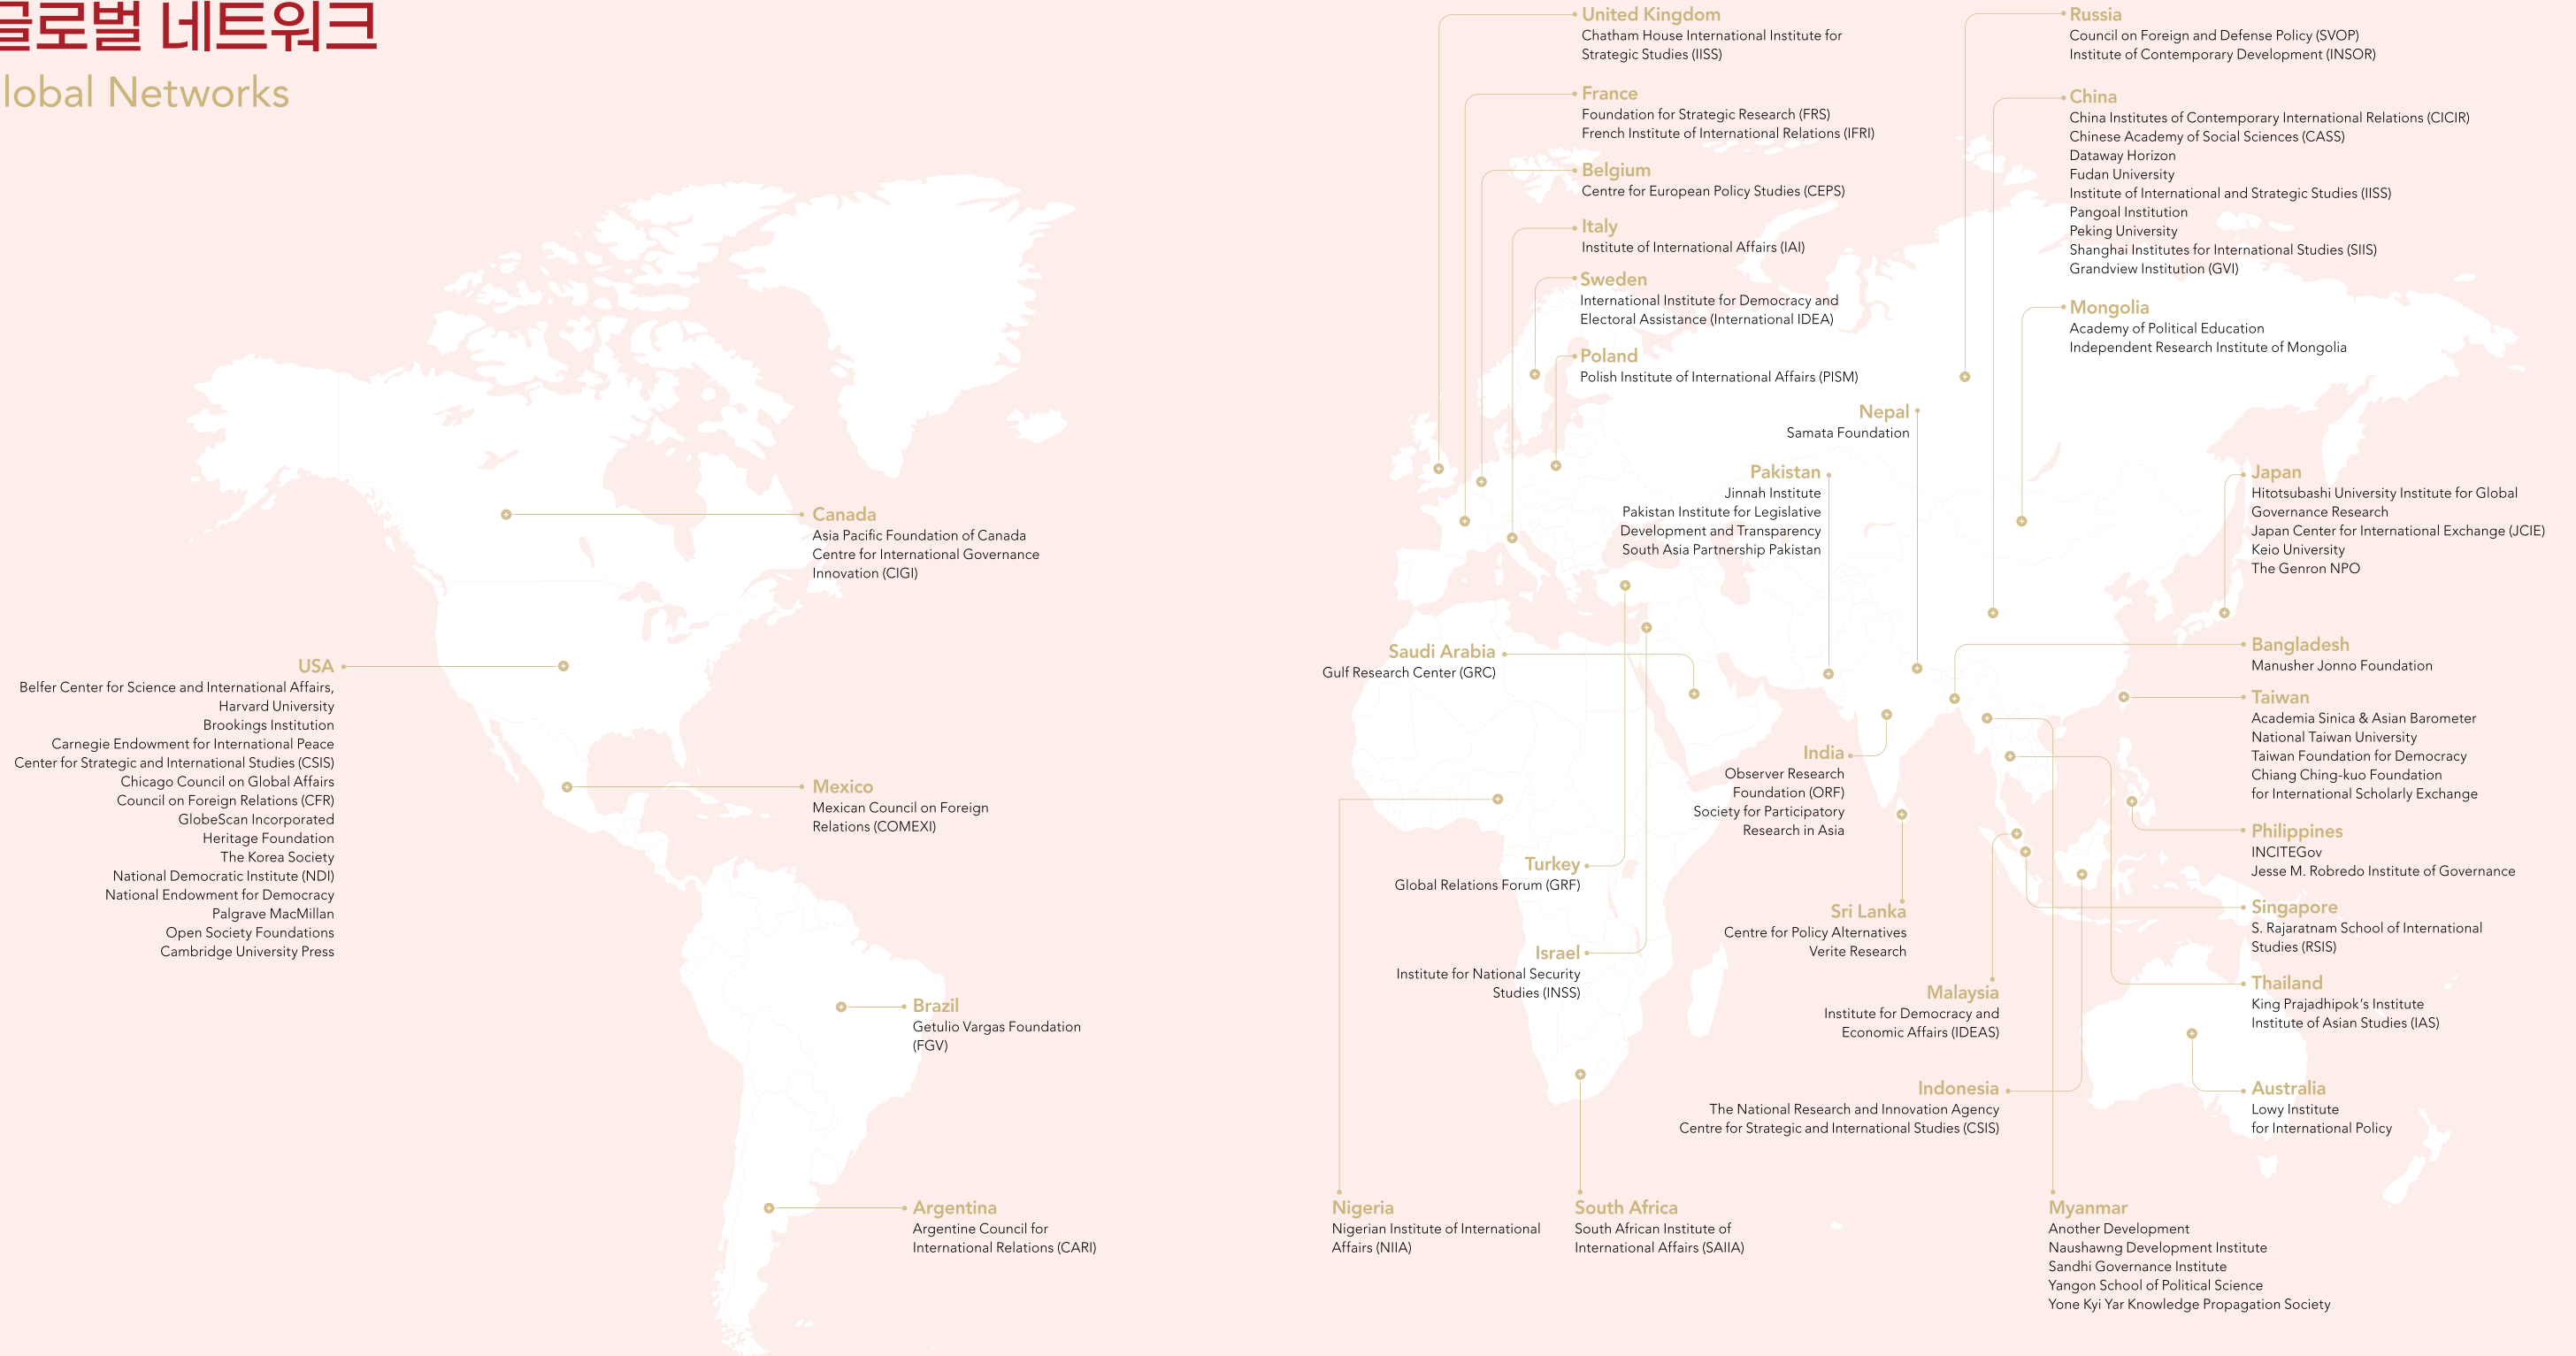 글로벌 네트워크
lobal Networks
Canada
Asia Pacific Foundation of Canada
Centre for International Governance
Innovation (CIGI)
USA
Belfer Center for Science and International Affairs,
Harvard University
Brookings Institution
Carnegie Endowment for International Peace
Center for Strategic and International Studies (CSIS)
Chicago Council on Global Affairs
Council on Foreign Relations (CFR)
GlobeScan Incorporated
Heritage Foundation
The Korea Society
National Democratic Institute (NDI)
National Endowment for Democracy
Palgrave MacMillan
Open Society Foundations
Cambridge University Press
Mexico
Mexican Council on Foreign
Relations (COMEXI)
Brazil
Getulio Vargas Foundation
(FGV)
Argentina
Argentine Council for
International Relations (CARI)
United Kingdom
Chatham House International Institute for
Strategic Studies (IISS)
France
Foundation for Strategic Research (FRS)
French Institute of International Relations (IFRI)
Belgium
Centre for European Policy Studies (CEPS)
Italy
Institute of International Affairs (IAI)
Sweden
International Institute for Democracy and
Electoral Assistance (International IDEA)
Poland
Polish Institute of International Affairs (PISM)
Nepal
Samata Foundation
Pakistan
Jinnah Institute
Pakistan Institute for Legislative
Development and Transparency
South Asia Partnership Pakistan
Saudi Arabia
Gulf Research Center (GRC)
India
Observer Research
Foundation (ORF)
Society for Participatory
Research in Asia
Turkey
Global Relations Forum (GRF)
Sri Lanka
Centre for Policy Alternatives
Verite Research
Israel
Institute for National Security
Studies (INSS)
Malaysia
Institute for Democracy and
Economic Affairs (IDEAS)
Indonesia
The National Research and Innovation Agency
Centre for Strategic and International Studies (CSIS)
Nigeria
Nigerian Institute of International
Affairs (NIIA)
South Africa
South African Institute of
International Affairs (SAIIA)
Russia
Council on Foreign and Defense Policy (SVOP)
Institute of Contemporary Development (INSOR)
China
China Institutes of Contemporary International Relations (CICIR)
Chinese Academy of Social Sciences (CASS)
Dataway Horizon
Fudan University
Institute of International and Strategic Studies (IISS)
Pangoal Institution
Peking University
Shanghai Institutes for International Studies (SIIS)
Grandview Institution (GVI)
Mongolia
Academy of Political Education
Independent Research Institute of Mongolia
Japan
Hitotsubashi University Institute for Global
Governance Research
Japan Center for International Exchange (JCIE)
Keio University
The Genron NPO
Bangladesh
Manusher Jonno Foundation
Taiwan
Academia Sinica & Asian Barometer
National Taiwan University
Taiwan Foundation for Democracy
Chiang Ching-kuo Foundation
for International Scholarly Exchange
Philippines
INCITEGov
Jesse M. Robredo Institute of Governance
Singapore
S. Rajaratnam School of International
Studies (RSIS)
Thailand
King Prajadhipok's Institute
Institute of Asian Studies (IAS)
Australia
Lowy Institute
for International Policy
Myanmar
Another Development
Naushawng Development Institute
Sandhi Governance Institute
Yangon School of Political Science
Yone Kyi Yar Knowledge Propagation Society